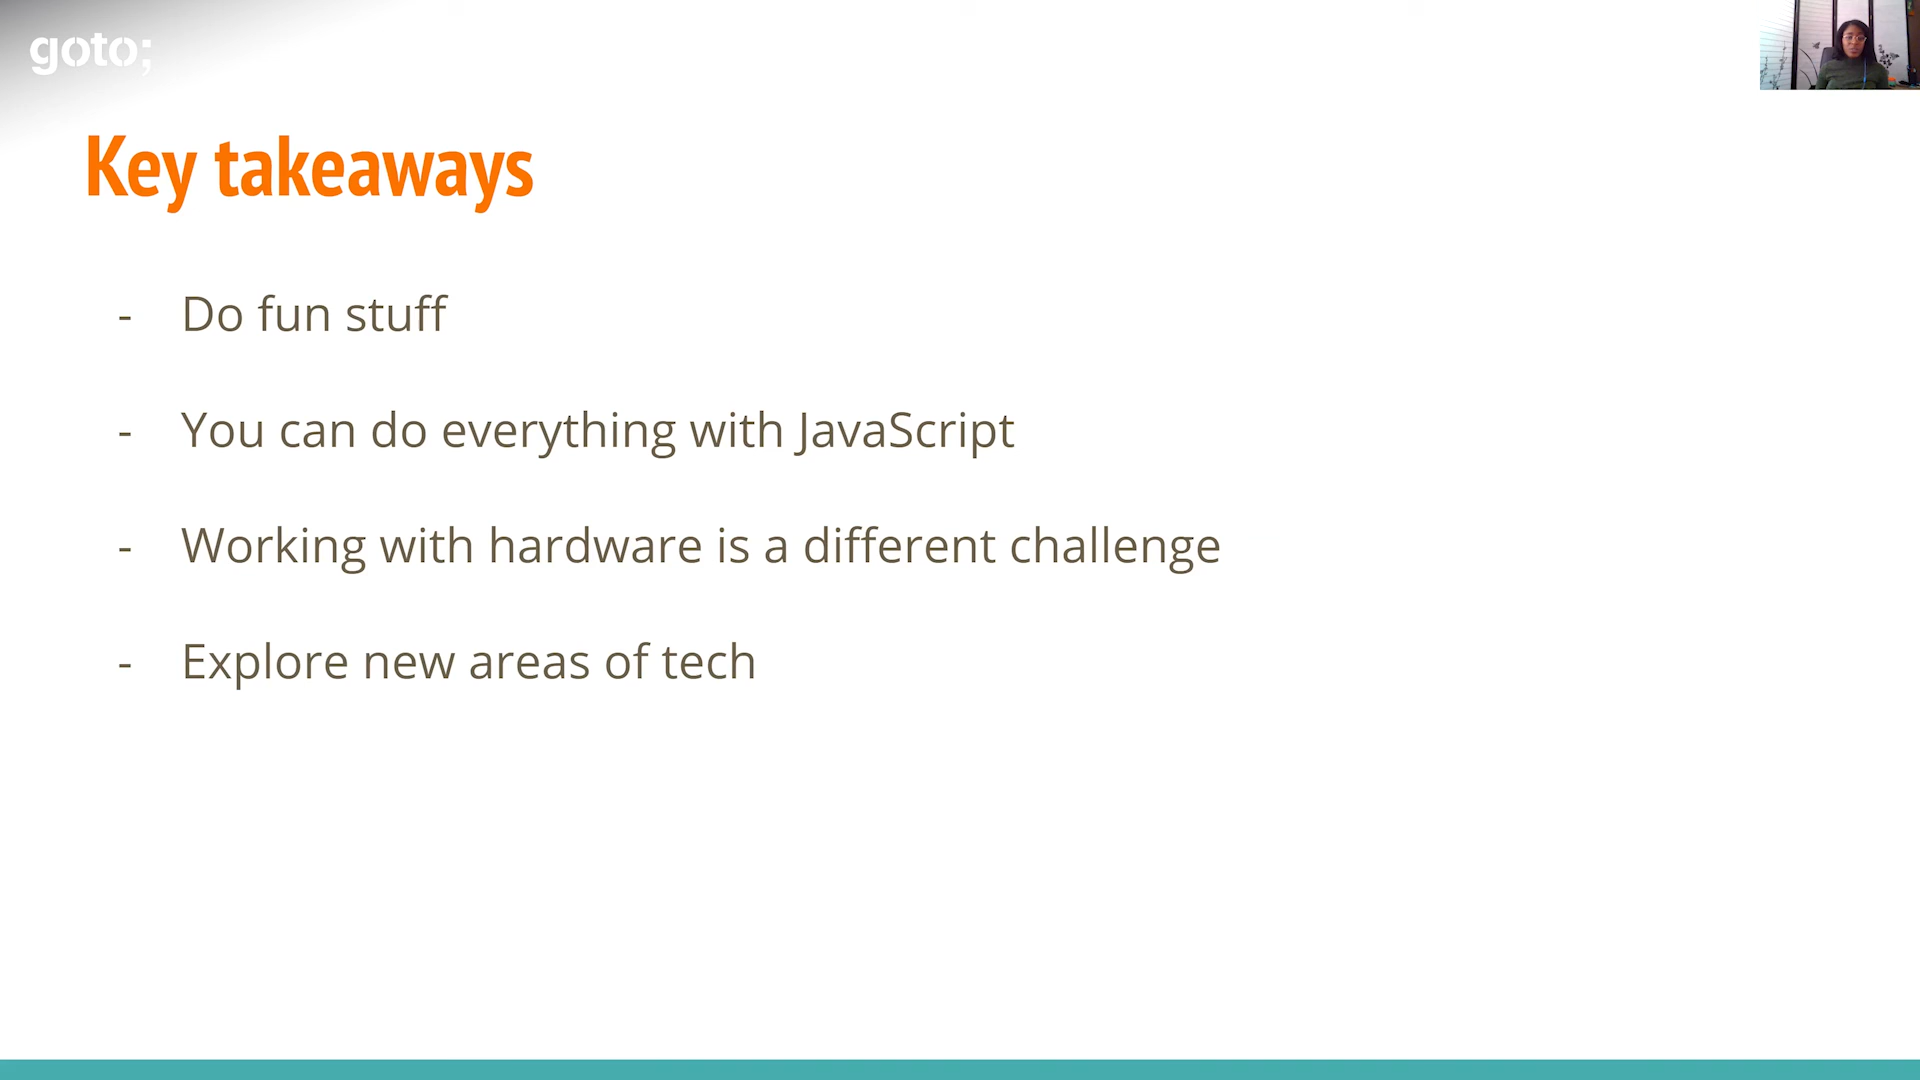 goto;
Key takeaways
- Do fun stuff
- You can do everything with JavaScript
- Working with hardware is a different challenge
- Explore new areas of tech